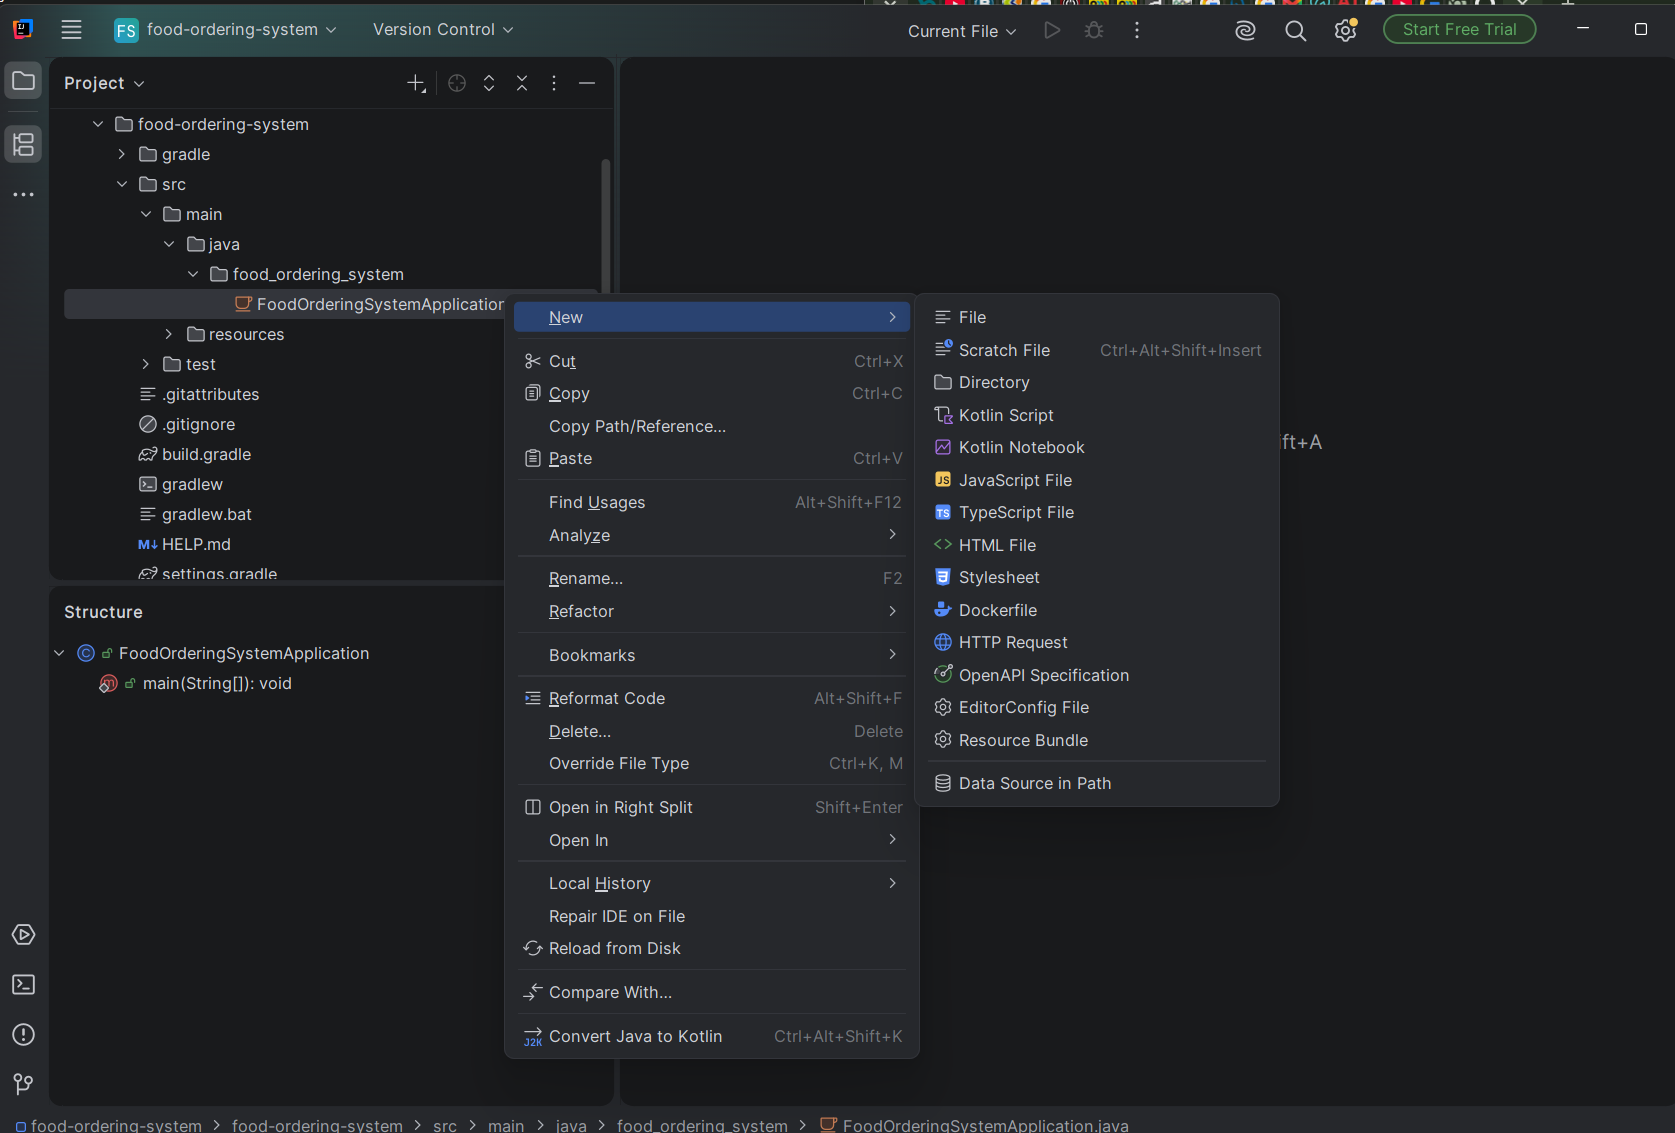 FS food-ordering-system Version Control Current File Start Free Trial
Project
food-ordering-system
gradle
src
main
java
food_ordering_system
FoodOrderingSystemApplication
resources
test
.gitattributes
.gitignore
build.gradle
gradlew
gradlew.bat
M↓ HELP.md
settings.gradle
Structure
FoodOrderingSystemApplication
main(String[]): void
New
Cut Ctrl+X
Copy Ctrl+C
Copy Path/Reference...
Paste Ctrl+V
Find Usages Alt+Shift+F12
Analyze
Rename... F2
Refactor
Bookmarks
Reformat Code Alt+Shift+F
Delete... Delete
Override File Type Ctrl+K, M
Open in Right Split Shift+Enter
Open In
Local History
Repair IDE on File
Reload from Disk
Compare With...
J2K Convert Java to Kotlin Ctrl+Alt+Shift+K
File
Scratch File Ctrl+Alt+Shift+Insert
Directory
Kotlin Script
Kotlin Notebook
JS JavaScript File
TS TypeScript File
HTML File
Stylesheet
Dockerfile
HTTP Request
OpenAPI Specification
EditorConfig File
Resource Bundle
Data Source in Path
ift+A
food-ordering-system > food-ordering-system > src > main > java > food_ordering_system > FoodOrderingSystemApplication.java